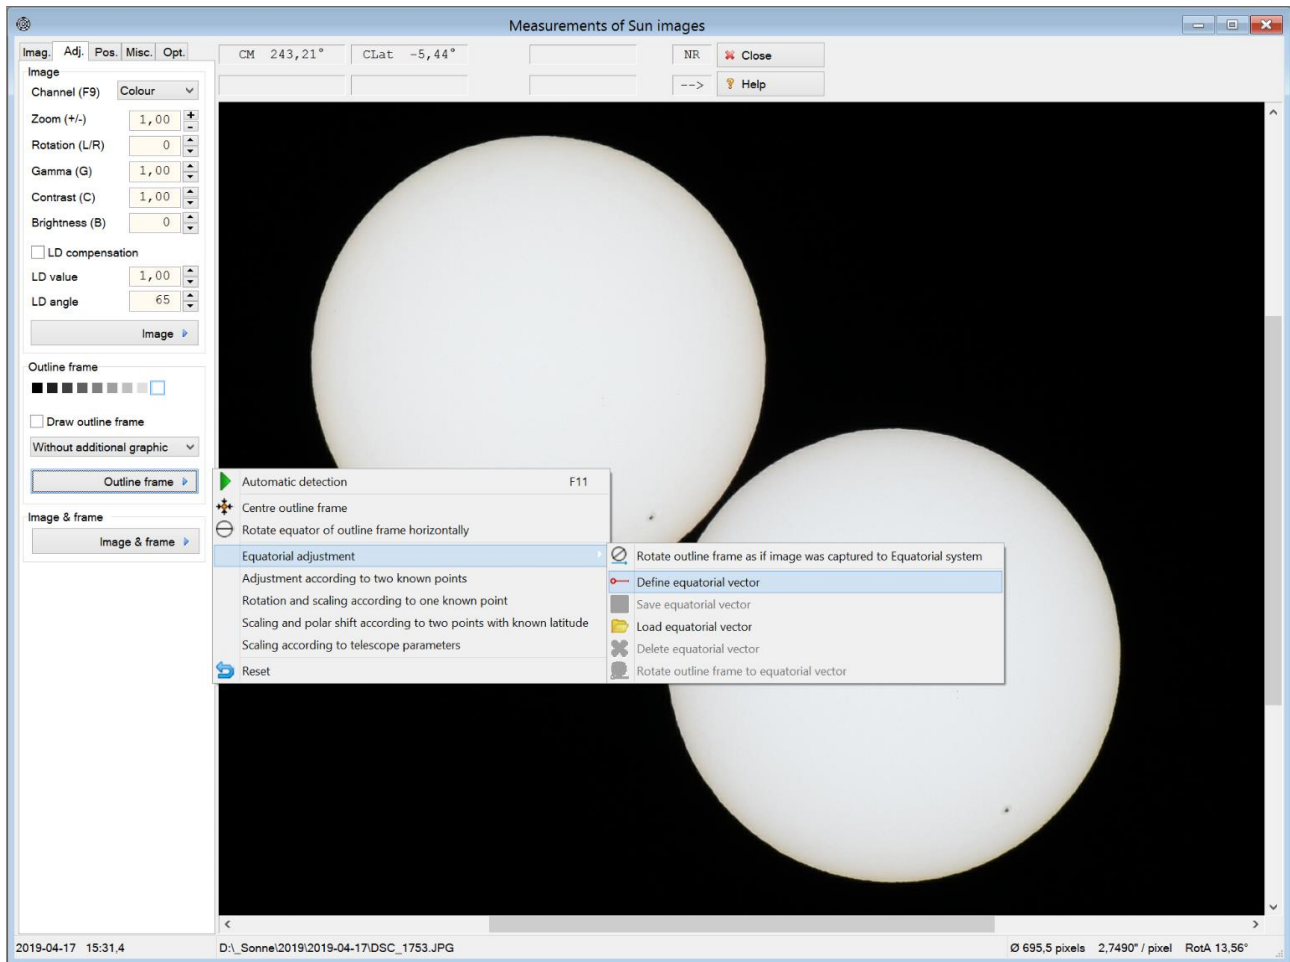 Measurements of Sun images
Imag. Adj. Pos. Misc. Opt.
CM 243,21° CLat -5,44° NR Close
--> Help
Image
Channel (F9) Colour
Zoom (+/-) 1,00
Rotation (L/R) 0
Gamma (G) 1,00
Contrast (C) 1,00
Brightness (B) 0
LD compensation
LD value 1,00
LD angle 65
Image
Outline frame
Draw outline frame
Without additional graphic
Outline frame
Image & frame
Image & frame
Automatic detection F11
Centre outline frame
Rotate equator of outline frame horizontally
Equatorial adjustment
Adjustment according to two known points
Rotation and scaling according to one known point
Scaling and polar shift according to two points with known latitude
Scaling according to telescope parameters
Reset
Rotate outline frame as if image was captured to Equatorial system
Define equatorial vector
Save equatorial vector
Load equatorial vector
Delete equatorial vector
Rotate outline frame to equatorial vector
2019-04-17 15:31,4 D:\_Sonne\2019\2019-04-17\DSC_1753.JPG Ø 695,5 pixels 2,7490" / pixel RotA 13,56°